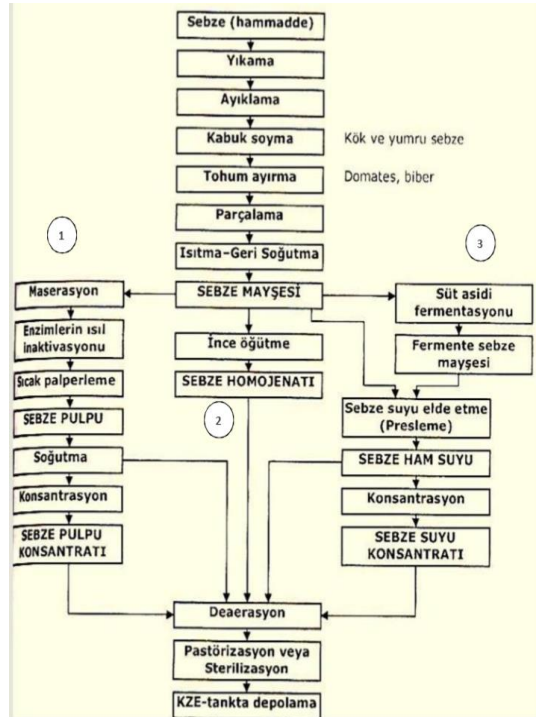 Sebze (hammadde)
Yıkama
Ayıklama
Kabuk soyma
Kök ve yumru sebze
Tohum ayırma
Domates, biber
Parçalama
1
3
Isıtma-Geri Soğutma
Maserasyon
SEBZE MAYŞESİ
Süt asidi
fermentasyonu
Enzimlerin ısıl
inaktivasyonu
İnce öğütme
Fermente sebze
mayşesi
Sıcak palperleme
SEBZE HOMOJENATI
SEBZE PULPU
2
Sebze suyu elde etme
(Presleme)
Soğutma
SEBZE HAM SUYU
Konsantrasyon
Konsantrasyon
SEBZE PULPU
KONSANTRATI
SEBZE SUYU
KONSANTRATI
Deaerasyon
Pastörizasyon veya
Sterilizasyon
KZE-tankta depolama